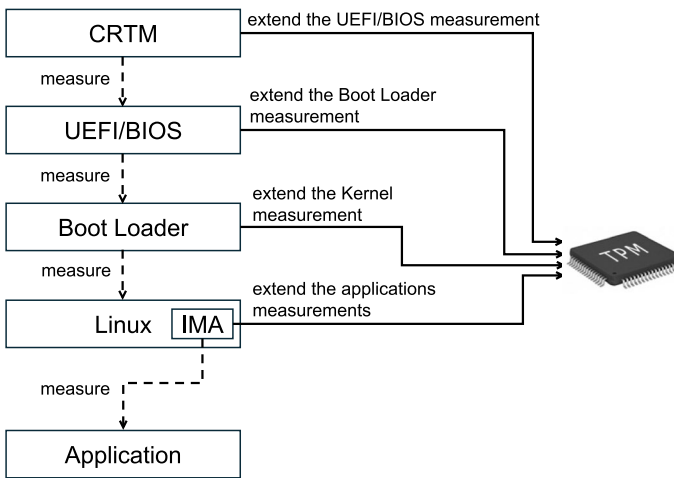 CRTM
extend the UEFI/BIOS measurement
measure
extend the Boot Loader
measurement
UEFI/BIOS
measure
extend the Kernel
measurement
Boot Loader
measure
extend the applications
measurements
Linux
IMA
measure
Application
TPM